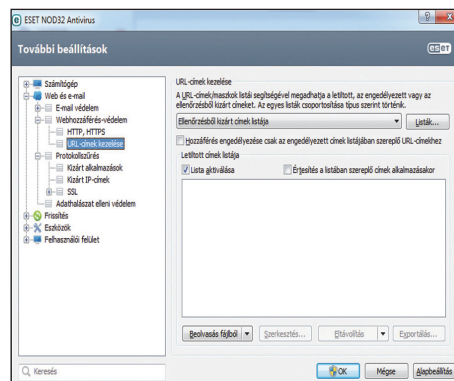 ESET NOD32 Antivirus
További beállítások
eset
Számítógép
Web és e-mail
E-mail védelem
Webhozzáférés-védelem
HTTP, HTTPS
URL-címek kezelése
Protokollszűrés
Kizárt alkalmazások
Kizárt IP-címek
SSL
Adathalászat elleni védelem
Frissítés
Eszközök
Felhasználói felület
URL-címek kezelése
A URL-címek/maszkok listái segítségével megadhatja a letiltott, az engedélyezett vagy az
ellenőrzésből kizárt címeket. Az egyes listák csoportosítása típus szerint történik.
Ellenőrzésből kizárt címek listája
Listák...
Hozzáférés engedélyezése csak az engedélyezett címek listájában szereplő URL-címekhez
Letiltott címek listája
Lista aktiválása
Értesítés a listában szereplő címek alkalmazásakor
Beolvasás fájlból
Szerkesztés...
Eltávolítás
Exportálás...
Keresés
OK
Mégse
Alapbeállítás